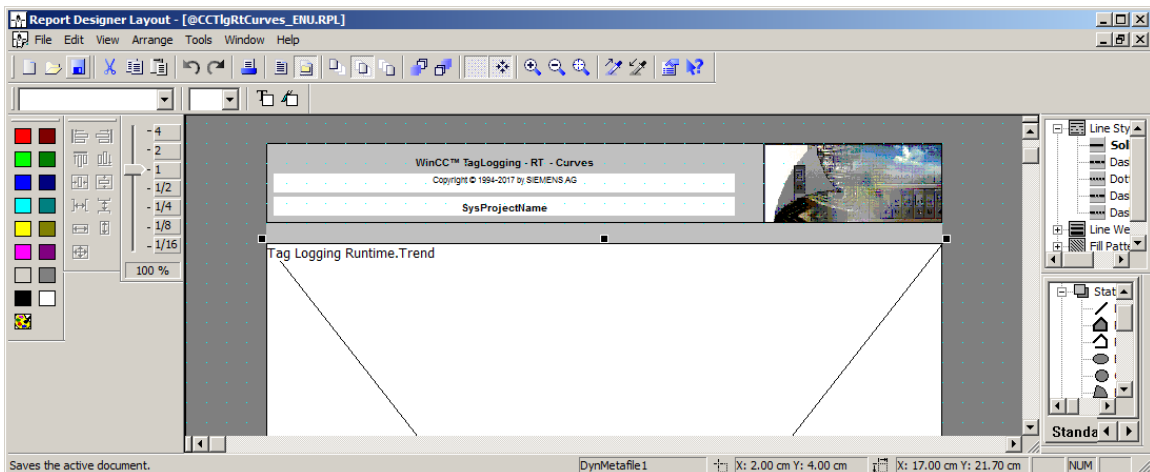 Report Designer Layout - [@CCTlgRtCurves_ENU.RPL]
File Edit View Arrange Tools Window Help
- 4
- 2
- 1
- 1/2
- 1/4
- 1/8
- 1/16
100 %
WinCC™ TagLogging - RT - Curves
Copyright © 1994-2017 by SIEMENS AG
SysProjectName
Tag Logging Runtime.Trend
Line Sty
Sol
Das
Dot
Das
Das
Line We
Fill Patte
Stat
Standa
Saves the active document. DynMetafile1 X: 2.00 cm Y: 4.00 cm X: 17.00 cm Y: 21.70 cm NUM